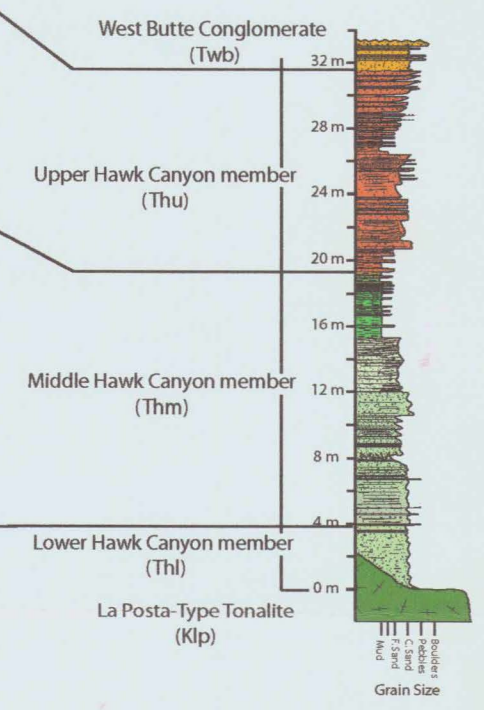 West Butte Conglomerate
(Twb)
32 m
28 m
Upper Hawk Canyon member
(Thu)
24 m
20 m
16 m
Middle Hawk Canyon member
(Thm)
12 m
8 m
4 m
Lower Hawk Canyon member
(Thl)
0 m
La Posta-Type Tonalite
(Klp)
Mud
F. Sand
C. Sand
Pebbles
Boulders
Grain Size